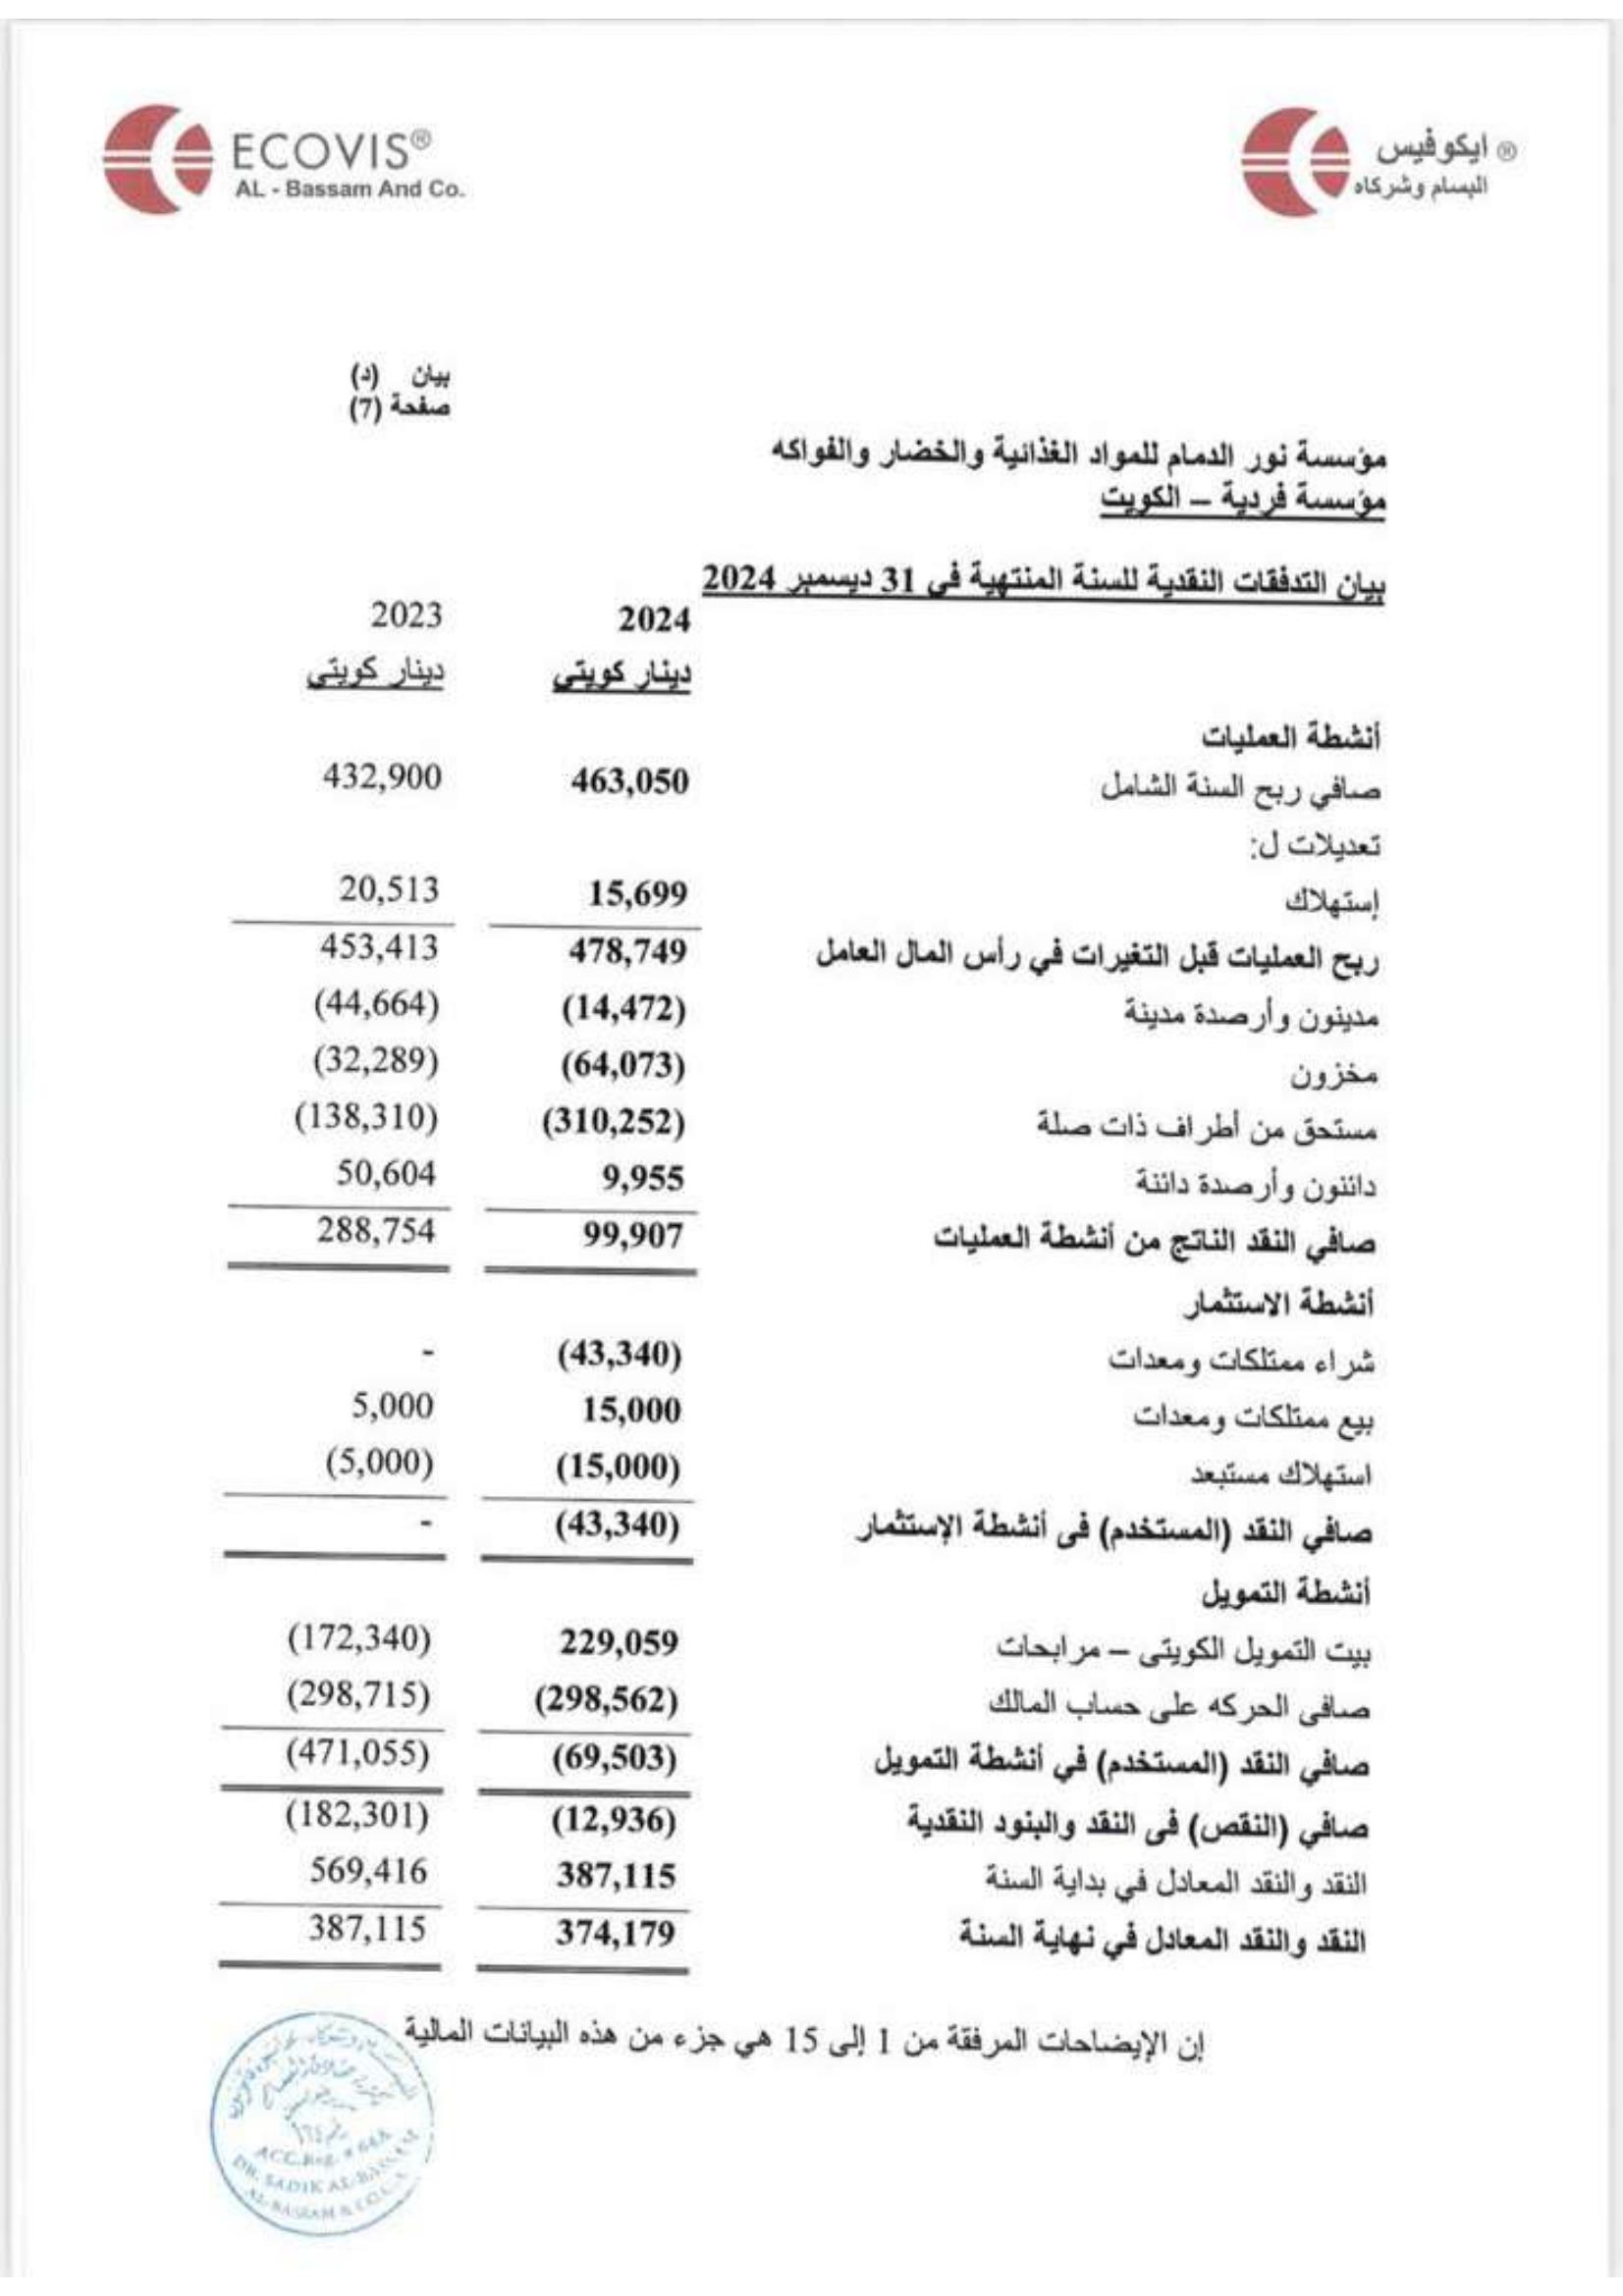 ECOVIS®
AL - Bassam And Co.
® ايكوفيس
البسام وشركاه
بيان (د)
صفحة (7)
مؤسسة نور الدمام للمواد الغذائية والخضار والفواكه
مؤسسة فردية – الكويت
بيان التدفقات النقدية للسنة المنتهية في 31 ديسمبر 2024
2024 2023
دينار كويتي دينار كويتي
أنشطة العمليات
صافي ربح السنة الشامل 463,050 432,900
تعديلات ل:
إستهلاك 15,699 20,513
ربح العمليات قبل التغيرات في رأس المال العامل 478,749 453,413
مدينون وأرصدة مدينة (14,472) (44,664)
مخزون (64,073) (32,289)
مستحق من أطراف ذات صلة (310,252) (138,310)
دائنون وأرصدة دائنة 9,955 50,604
صافي النقد الناتج من أنشطة العمليات 99,907 288,754
أنشطة الاستثمار
شراء ممتلكات ومعدات (43,340) -
بيع ممتلكات ومعدات 15,000 5,000
استهلاك مستبعد (15,000) (5,000)
صافي النقد (المستخدم) فى أنشطة الإستثمار (43,340) -
أنشطة التمويل
بيت التمويل الكويتى – مرابحات 229,059 (172,340)
صافى الحركه على حساب المالك (298,562) (298,715)
صافي النقد (المستخدم) في أنشطة التمويل (69,503) (471,055)
صافي (النقص) فى النقد والبنود النقدية (12,936) (182,301)
النقد والنقد المعادل في بداية السنة 387,115 569,416
النقد والنقد المعادل في نهاية السنة 374,179 387,115
إن الإيضاحات المرفقة من 1 إلى 15 هي جزء من هذه البيانات المالية
DR. SADIK AL-BASSAM